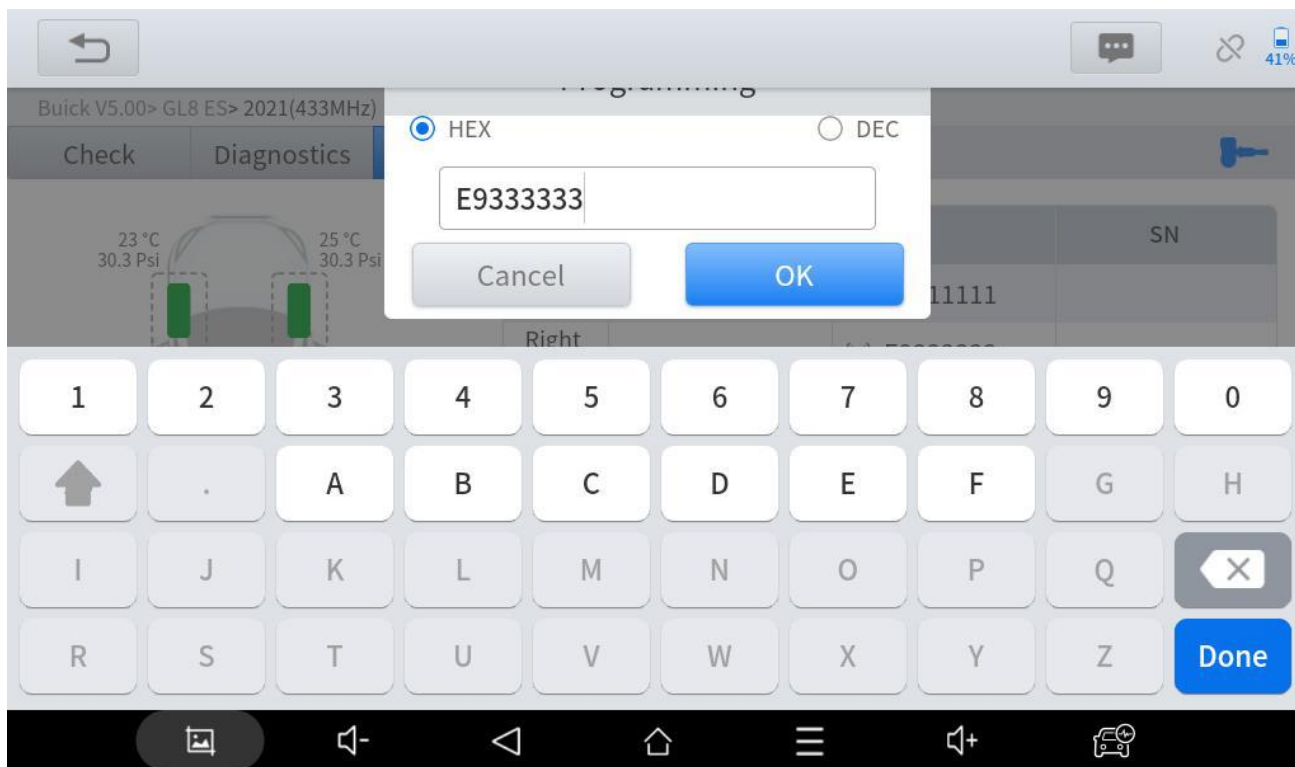 41%
Buick V5.00> GL8 ES> 2021(433MHz)
Programming
HEX
DEC
Check
Diagnostics
E9333333
23 °C
30.3 Psi
25 °C
30.3 Psi
SN
Cancel
OK
11111
Right
1 2 3 4 5 6 7 8 9 0
. A B C D E F G H
I J K L M N O P Q
R S T U V W X Y Z Done